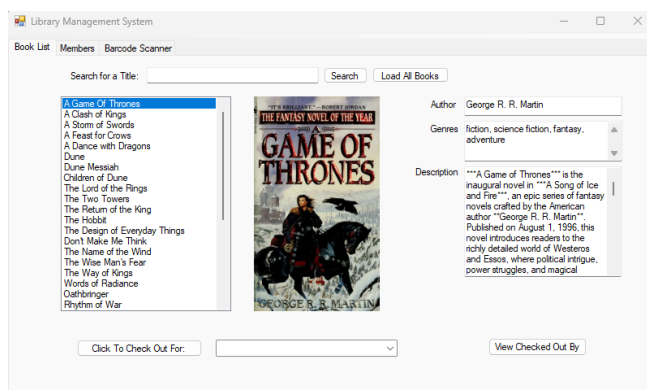 Library Management System
Book List Members Barcode Scanner
Search for a Title: Search Load All Books
A Game Of Thrones
A Clash of Kings
A Storm of Swords
A Feast for Crows
A Dance with Dragons
Dune
Dune Messiah
Children of Dune
The Lord of the Rings
The Two Towers
The Return of the King
The Hobbit
The Design of Everyday Things
Don't Make Me Think
The Name of the Wind
The Wise Man's Fear
The Way of Kings
Words of Radiance
Oathbringer
Rhythm of War
"IT'S BRILLIANT."—ROBERT JORDAN
THE FANTASY NOVEL OF THE YEAR
A
GAME OF
THRONES
GEORGE R. R. MARTIN
Author George R. R. Martin
Genres fiction, science fiction, fantasy,
adventure
Description ***A Game of Thrones*** is the
inaugural novel in ***A Song of Ice
and Fire***, an epic series of fantasy
novels crafted by the American
author **George R. R. Martin**.
Published on August 1, 1996, this
novel introduces readers to the
richly detailed world of Westeros
and Essos, where political intrigue,
power struggles, and magical
Click To Check Out For: View Checked Out By